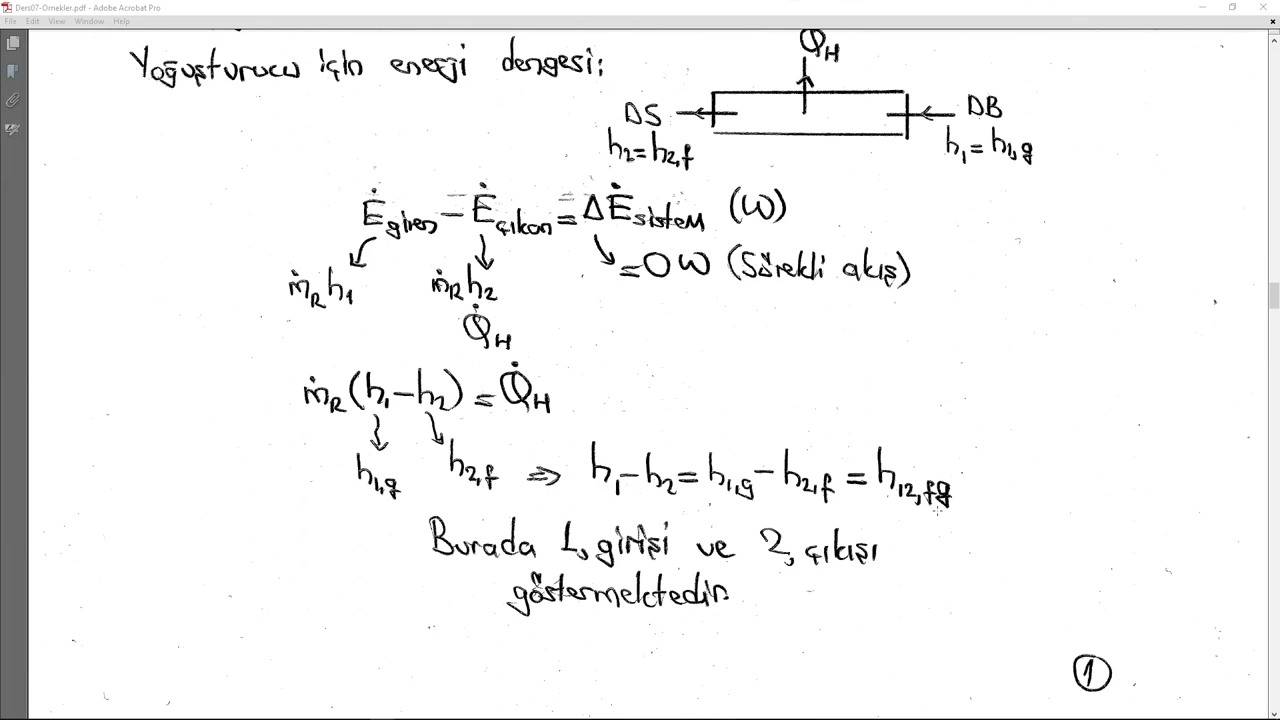 Ders07-Ornekler.pdf - Adobe Acrobat Pro
File Edit View Window Help
Yoğuşturucu için enerji dengesi:
Q̇H
DS
DB
h2=h2,f
h1=h1,g
Ėgiren - Ėçıkan = ΔĖsistem (W)
=0 W (Sürekli akış)
ṁRh1
ṁRh2
Q̇H
ṁR(h1-h2) = Q̇H
h1,g
h2,f ⇒ h1-h2=h1,g-h2,f=h12,fg
Burada 1, girişi ve 2, çıkışı
göstermektedir.
1